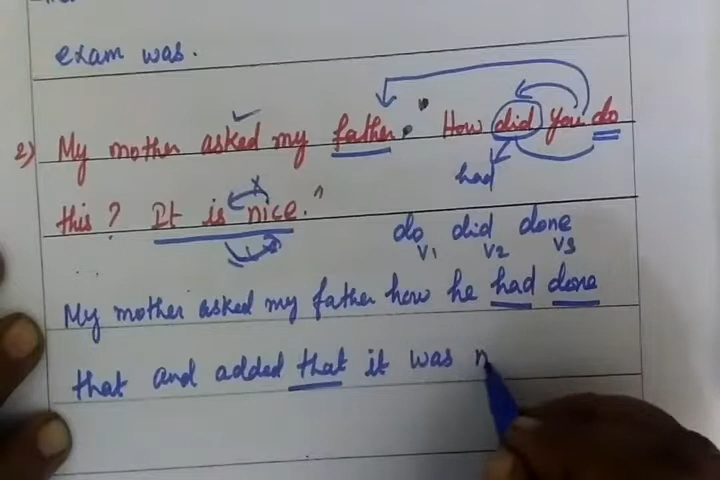 exam was.
2) My mother asked my father. " How did you do
had
this? It is nice."
do did done
V1 V2 V3
My mother asked my father how he had done
that and added that it was n